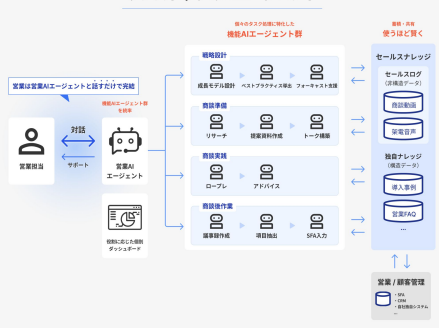 個々のタスク処理に特化した
機能AIエージェント群
蓄積・共有
使うほど賢く
営業は営業AIエージェントと話すだけで完結
機能AIエージェント群
を統率
対話
サポート
営業担当
営業AI
エージェント
役割に応じた個別
ダッシュボード
戦略設計
成長モデル設計
ベストプラクティス導出
フォーキャスト支援
商談準備
リサーチ
提案資料作成
トーク構築
商談実践
ロープレ
アドバイス
商談後作業
議事録作成
項目抽出
SFA入力
セールスナレッジ
セールスログ
(非構造データ)
商談動画
架電音声
独自ナレッジ
(構造データ)
導入事例
営業FAQ
...
営業 / 顧客管理
・SFA
・CRM